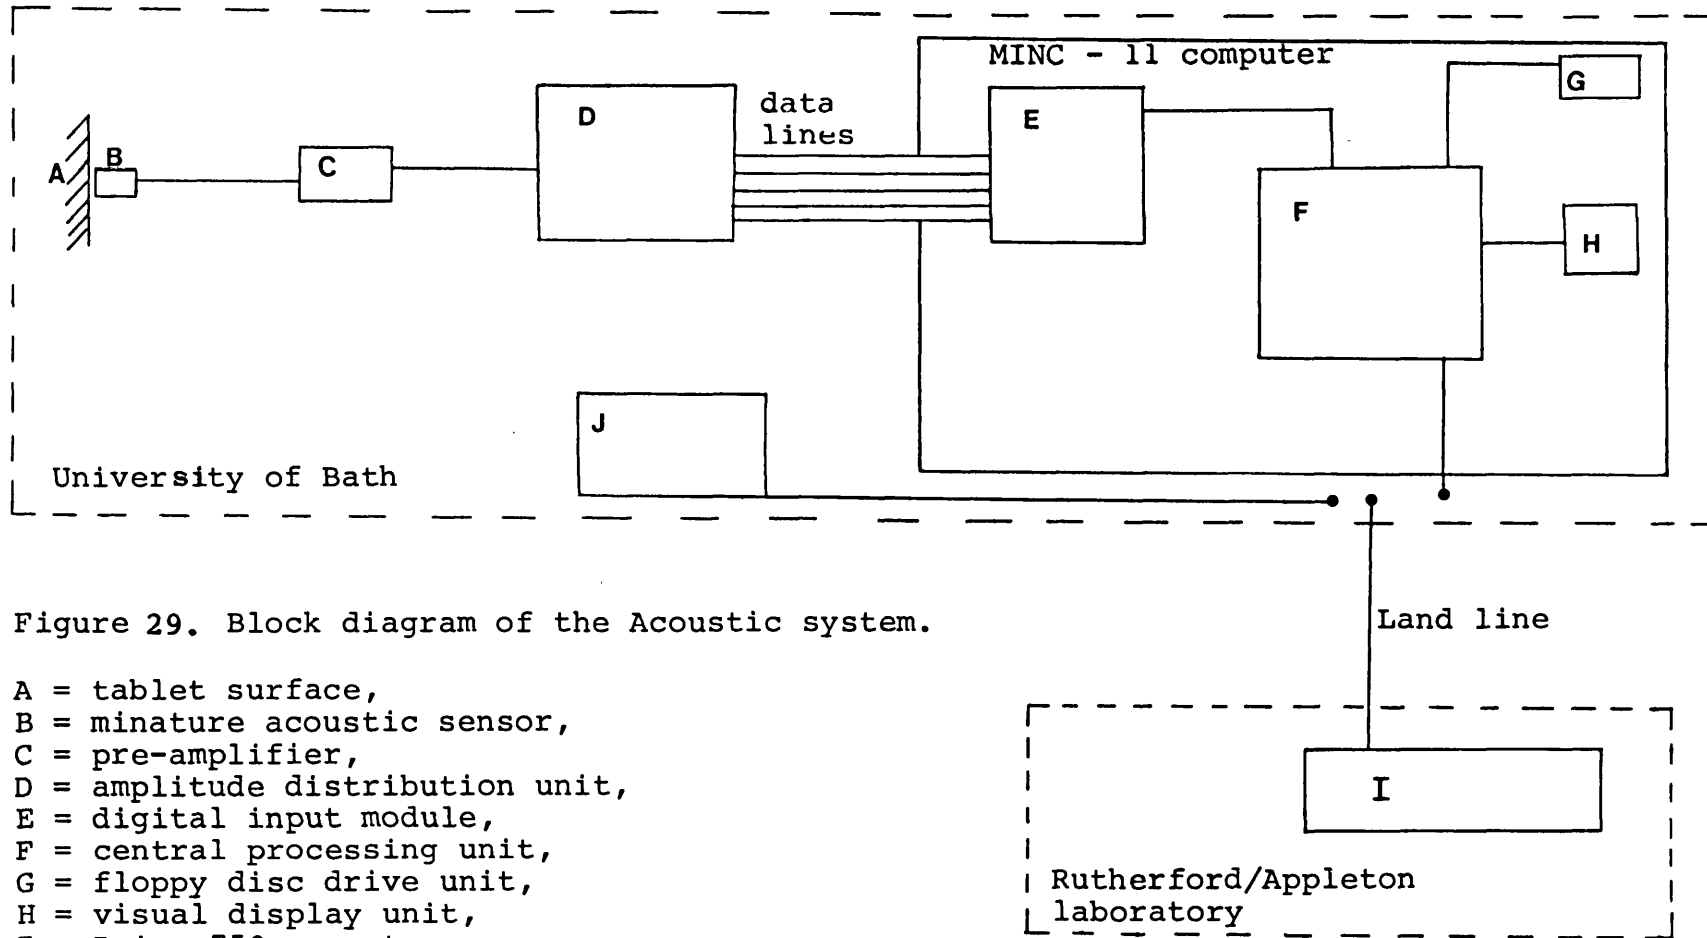 MINC - 11 computer
G
D
data
lines
E
B
A
C
F
H
J
University of Bath
Figure 29. Block diagram of the Acoustic system.
Land line
A = tablet surface,
B = minature acoustic sensor,
C = pre-amplifier,
D = amplitude distribution unit,
E = digital input module,
F = central processing unit,
G = floppy disc drive unit,
H = visual display unit,
I
Rutherford/Appleton
laboratory